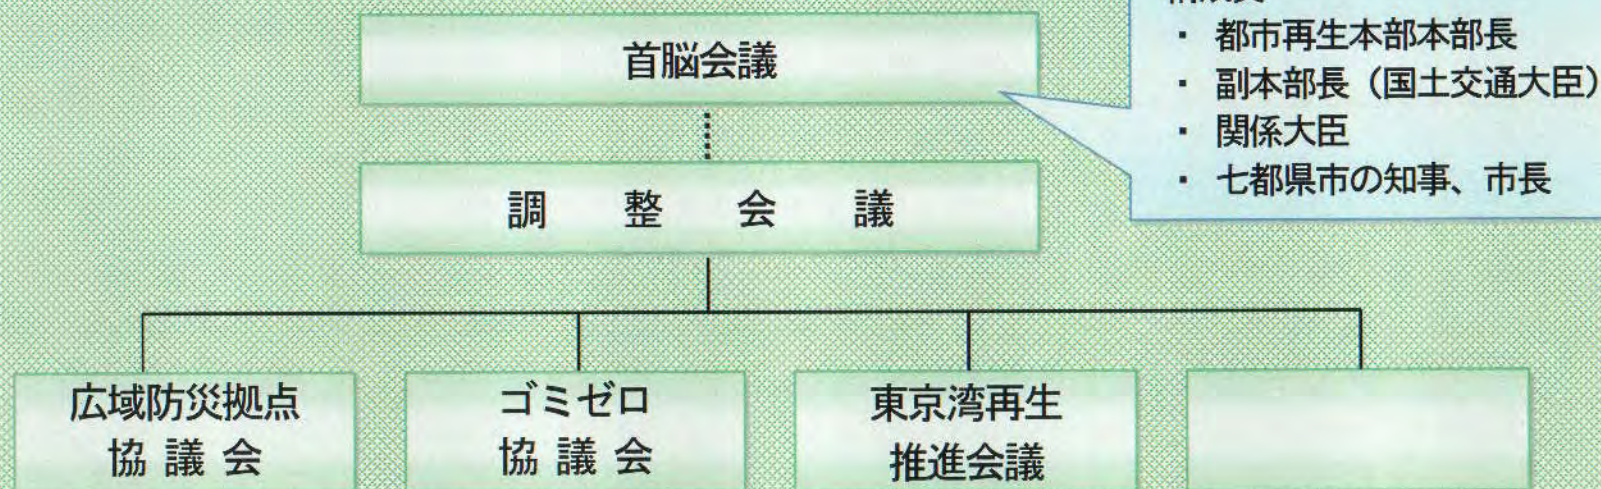 首脳会議
・ 都市再生本部本部長
・ 副本部長（国土交通大臣）
・ 関係大臣
・ 七都県市の知事、市長
調整会議
広域防災拠点
協議会
ゴミゼロ
協議会
東京湾再生
推進会議